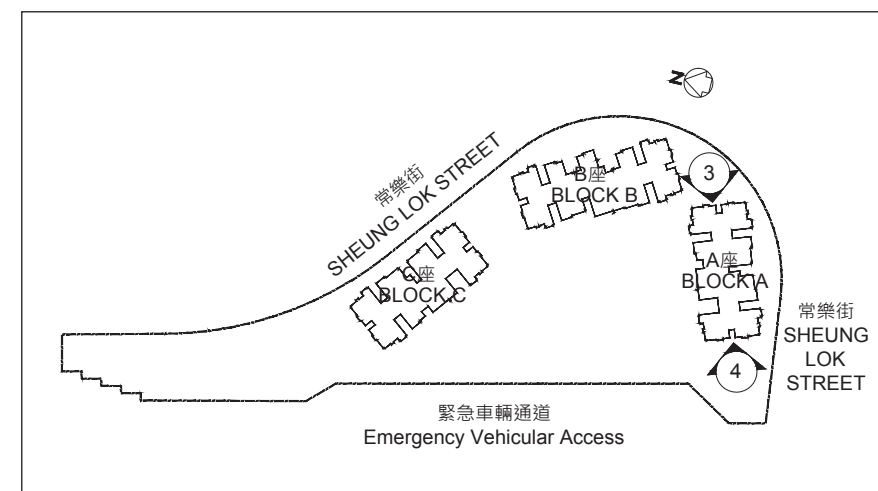 N
常樂街
SHEUNG LOK STREET
B座
BLOCK B
3
C座
BLOCK C
A座
BLOCK A
常樂街
SHEUNG
LOK
STREET
4
緊急車輛通道
Emergency Vehicular Access